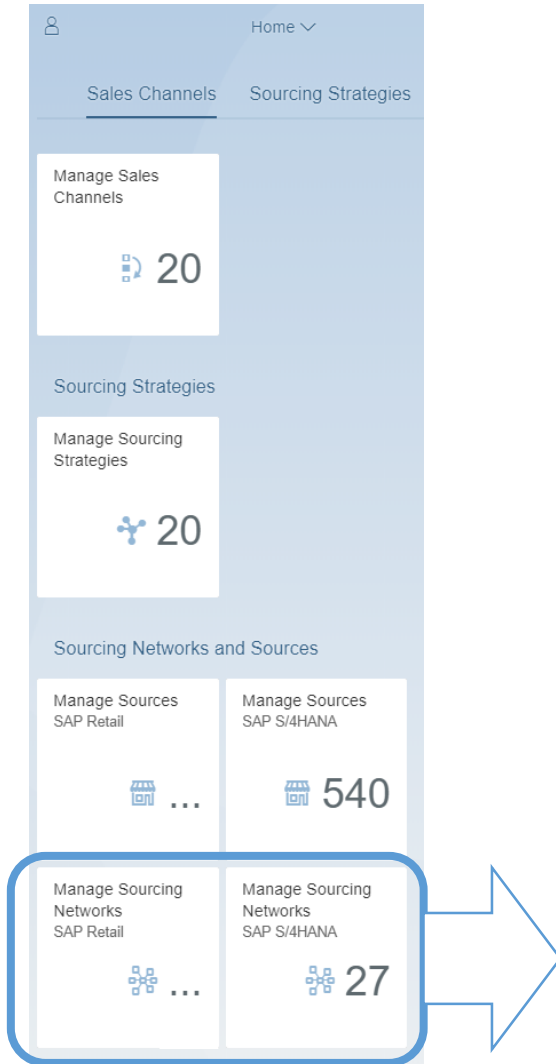 Home
Sales Channels Sourcing Strategies
Manage Sales
Channels
20
Sourcing Strategies
Manage Sourcing
Strategies
20
Sourcing Networks and Sources
Manage Sources
SAP Retail
...
Manage Sources
SAP S/4HANA
540
Manage Sourcing
Networks
SAP Retail
...
Manage Sourcing
Networks
SAP S/4HANA
27